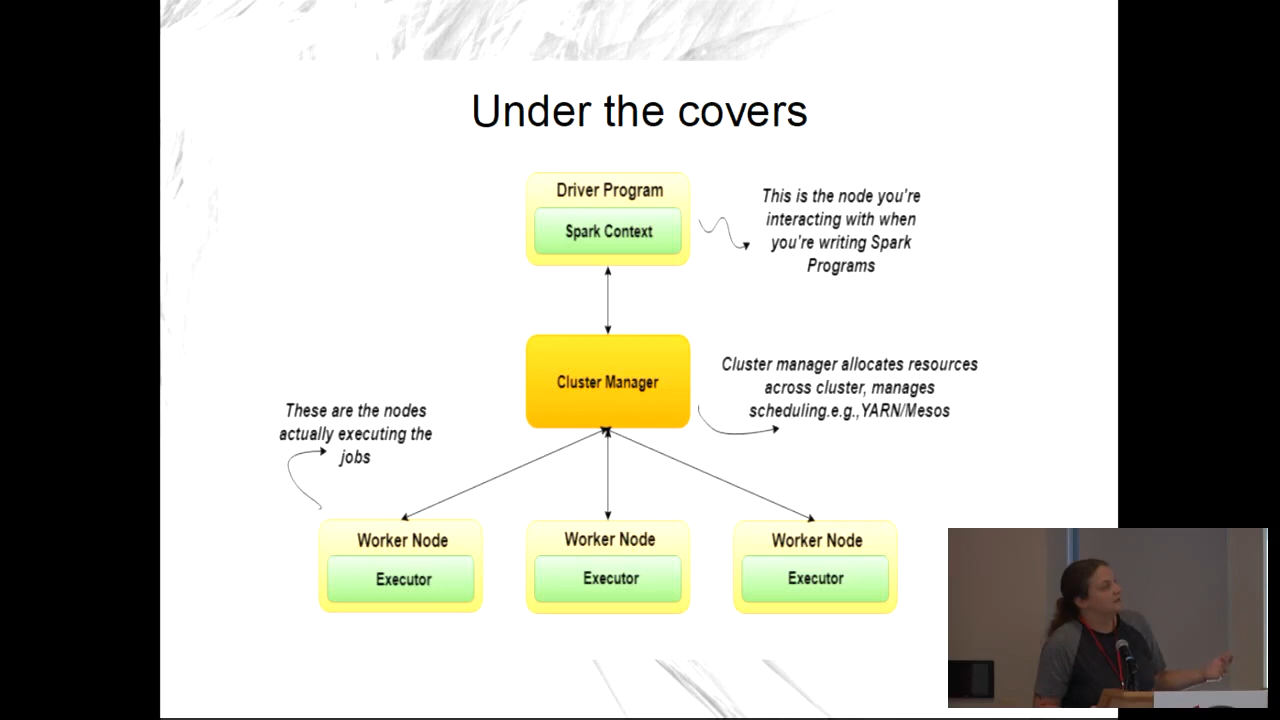 Under the covers
Driver Program
Spark Context
This is the node you're
interacting with when
you're writing Spark
Programs
Cluster Manager
Cluster manager allocates resources
across cluster, manages
scheduling.e.g.,YARN/Mesos
These are the nodes
actually executing the
jobs
Worker Node
Executor
Worker Node
Executor
Worker Node
Executor